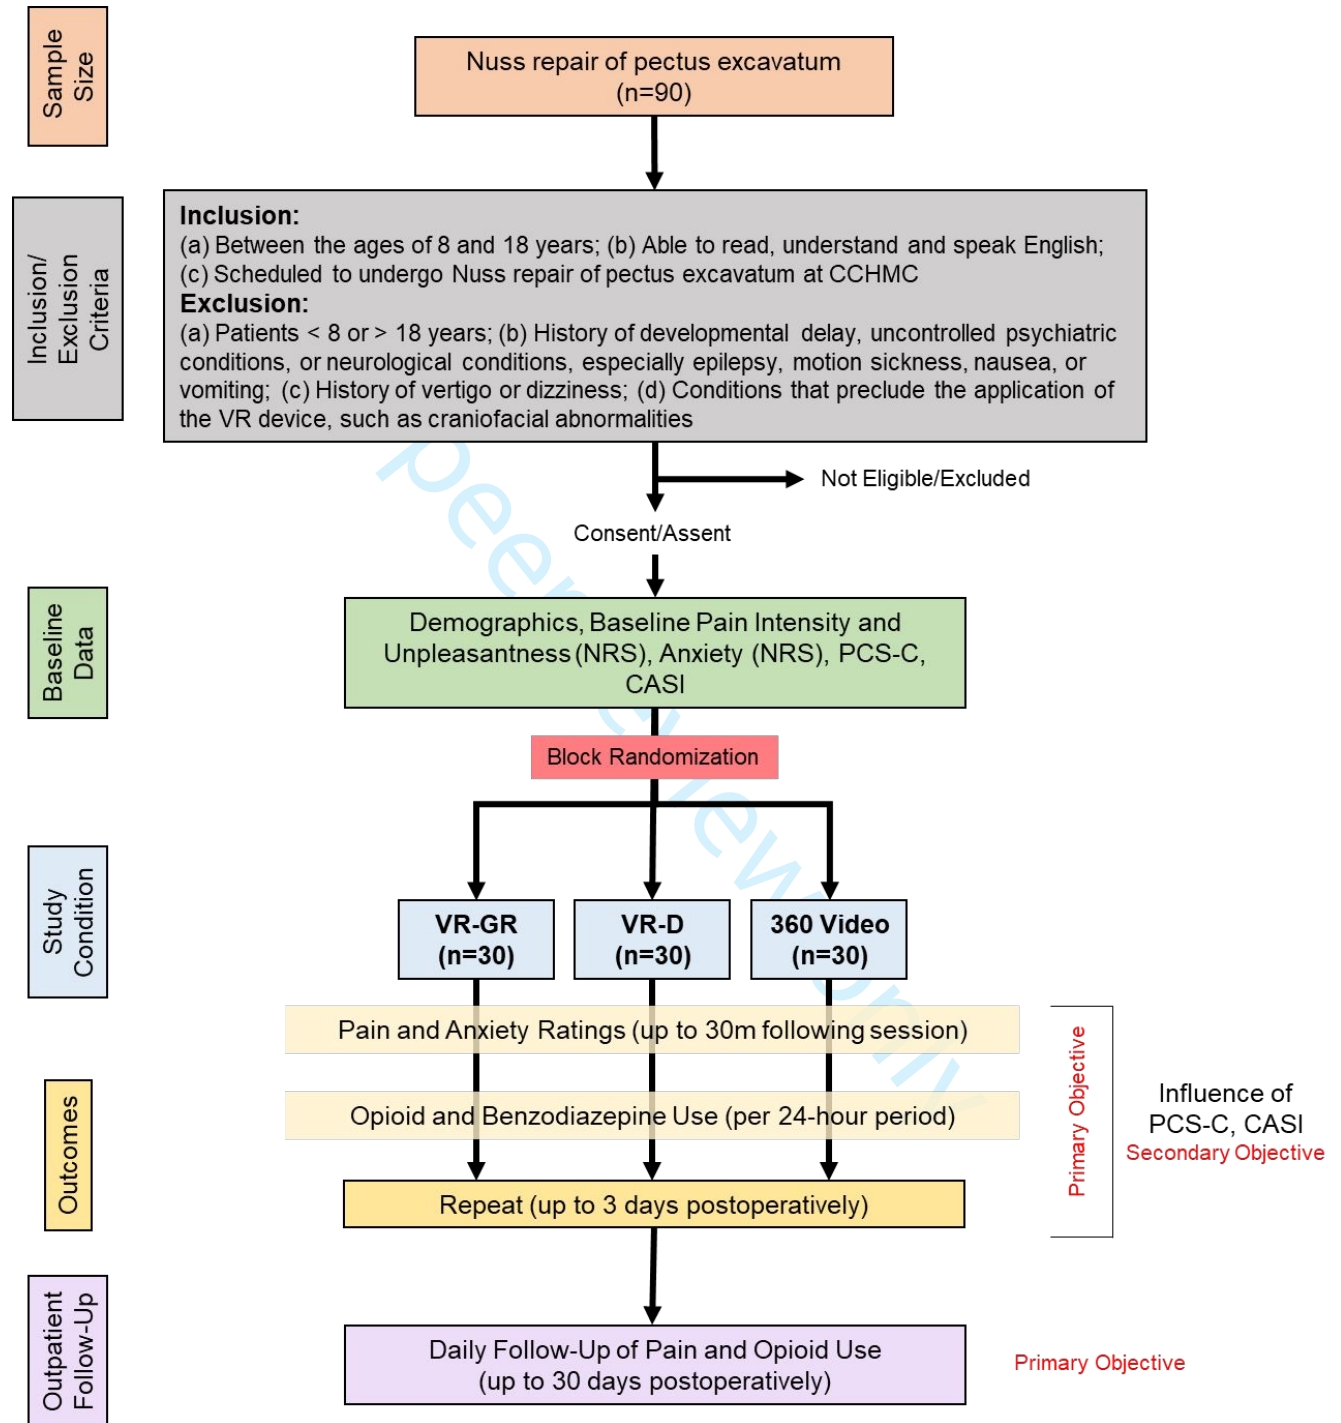 Sample
Size
Nuss repair of pectus excavatum
(n=90)
Inclusion/
Exclusion
Criteria
Inclusion:
(a) Between the ages of 8 and 18 years; (b) Able to read, understand and speak English;
(c) Scheduled to undergo Nuss repair of pectus excavatum at CCHMC
Exclusion:
(a) Patients < 8 or > 18 years; (b) History of developmental delay, uncontrolled psychiatric
conditions, or neurological conditions, especially epilepsy, motion sickness, nausea, or
vomiting; (c) History of vertigo or dizziness; (d) Conditions that preclude the application of
the VR device, such as craniofacial abnormalities
Not Eligible/Excluded
Consent/Assent
Baseline
Data
Demographics, Baseline Pain Intensity and
Unpleasantness (NRS), Anxiety (NRS), PCS-C,
CASI
Block Randomization
Study
Condition
VR-GR
(n=30)
VR-D
(n=30)
360 Video
(n=30)
Outcomes
Pain and Anxiety Ratings (up to 30m following session)
Opioid and Benzodiazepine Use (per 24-hour period)
Repeat (up to 3 days postoperatively)
Primary Objective
Influence of
PCS-C, CASI
Secondary Objective
Outpatient
Follow-Up
Daily Follow-Up of Pain and Opioid Use
(up to 30 days postoperatively)
Primary Objective